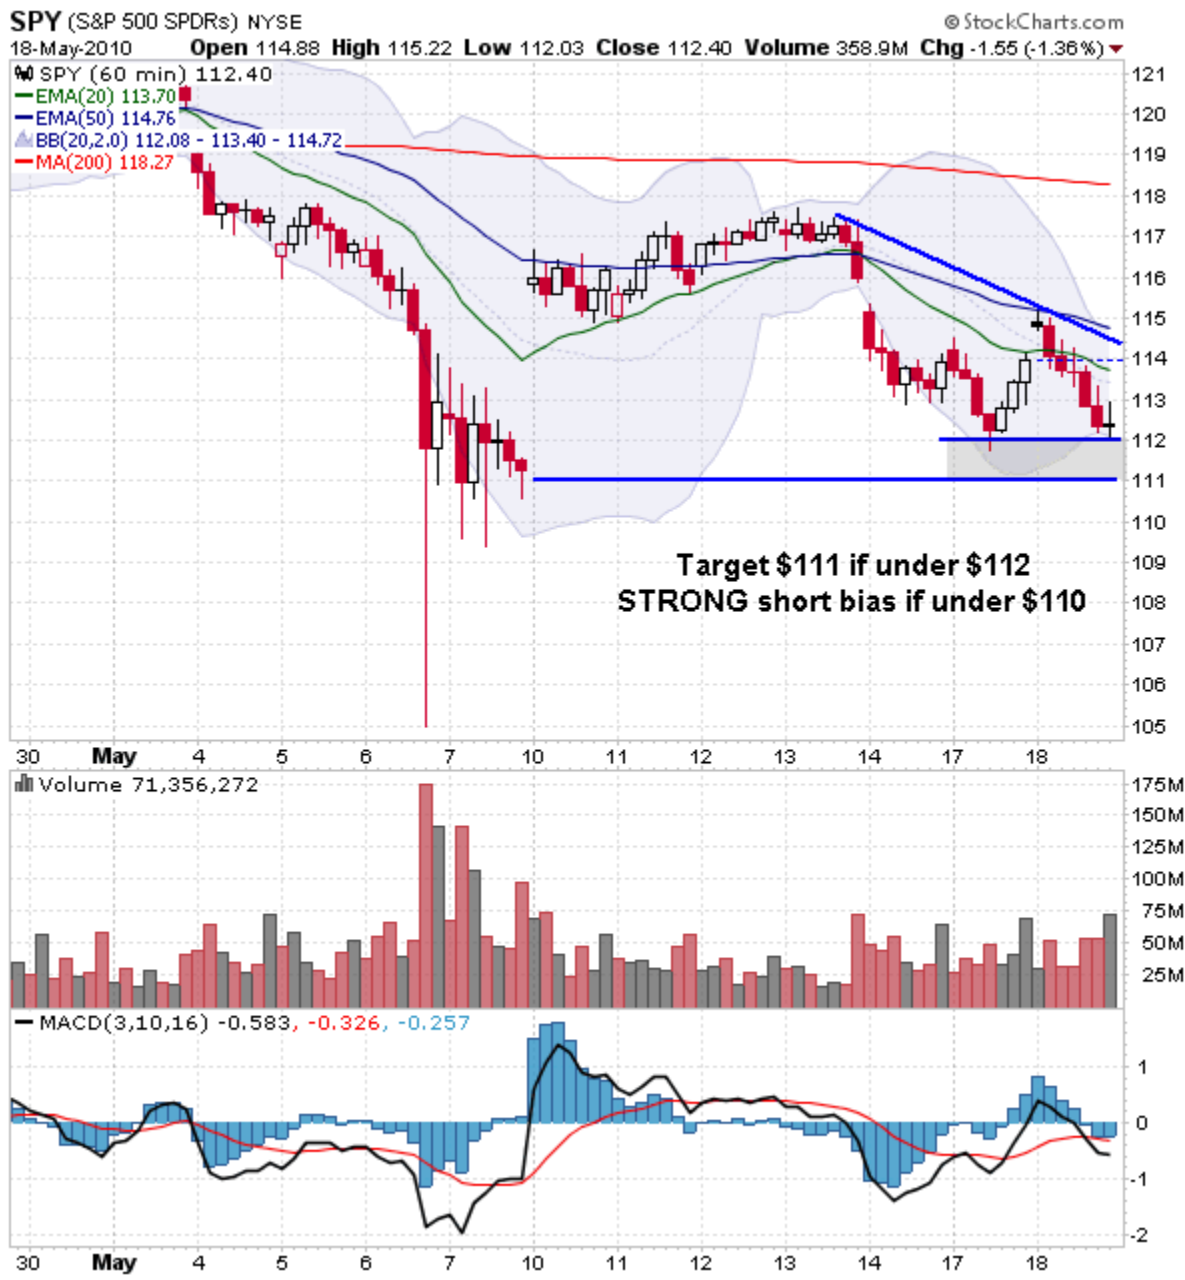 SPY (S&P 500 SPDRs) NYSE © StockCharts.com
18-May-2010 Open 114.88 High 115.22 Low 112.03 Close 112.40 Volume 358.9M Chg -1.55 (-1.36%)
SPY (60 min) 112.40
EMA(20) 113.70
EMA(50) 114.76
BB(20,2.0) 112.08 - 113.40 - 114.72
MA(200) 118.27
121
120
119
118
117
116
115
114
113
112
111
110
109
108
107
106
105
Target $111 if under $112
STRONG short bias if under $110
30 May 4 5 6 7 10 11 12 13 14 17 18
Volume 71,356,272
175M
150M
125M
100M
75M
50M
25M
MACD(3,10,16) -0.583, -0.326, -0.257
1
0
-1
-2
30 May 4 5 6 7 10 11 12 13 14 17 18